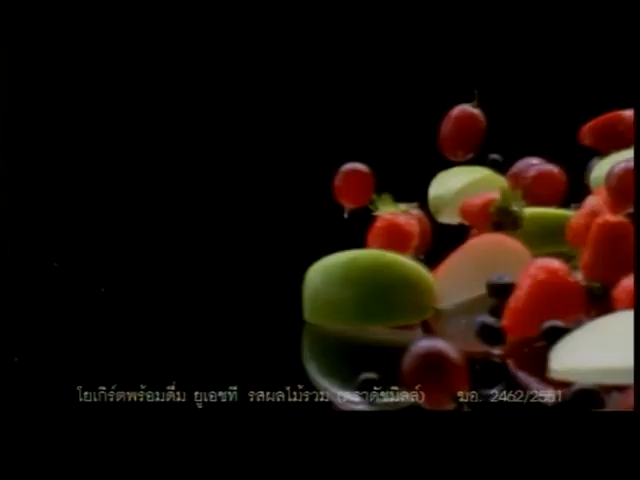 โยเกิร์ตพร้อมดื่ม ยูเอชที รสผลไม้รวม (ตราดัชมิลล์) ฆอ. 2462/2551